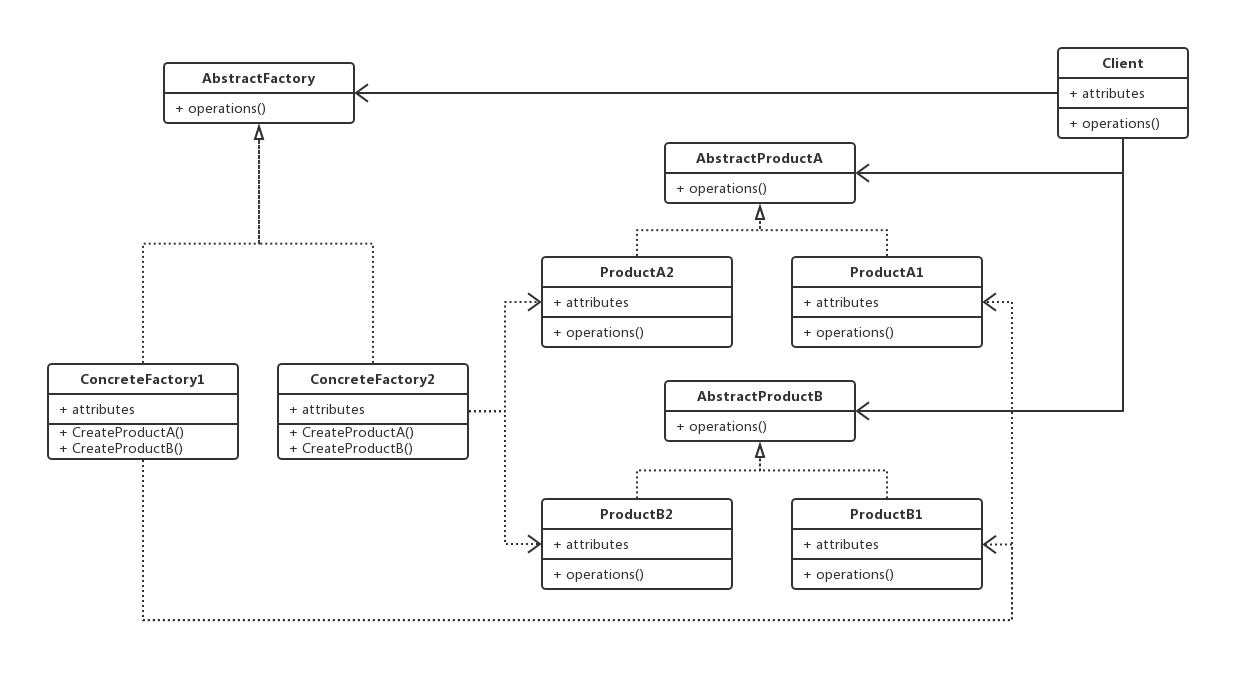 AbstractFactory
+ operations()
Client
+ attributes
+ operations()
AbstractProductA
+ operations()
ProductA2
+ attributes
+ operations()
ProductA1
+ attributes
+ operations()
ConcreteFactory1
+ attributes
+ CreateProductA()
+ CreateProductB()
ConcreteFactory2
+ attributes
+ CreateProductA()
+ CreateProductB()
AbstractProductB
+ operations()
ProductB2
+ attributes
+ operations()
ProductB1
+ attributes
+ operations()